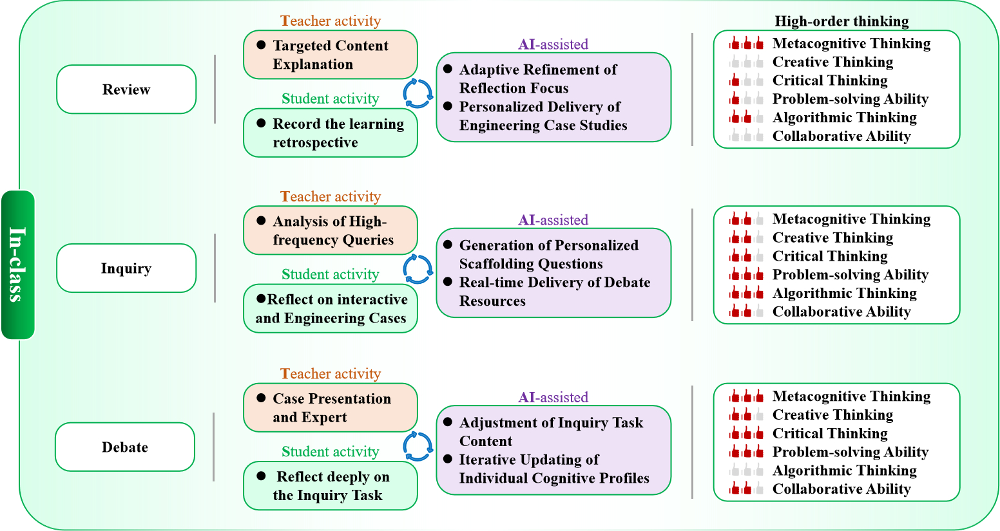 In-class
Review
Teacher activity
● Targeted Content
Explanation
Student activity
● Record the learning
retrospective
AI-assisted
● Adaptive Refinement of
Reflection Focus
● Personalized Delivery of
Engineering Case Studies
High-order thinking
Metacognitive Thinking
Creative Thinking
Critical Thinking
Problem-solving Ability
Algorithmic Thinking
Collaborative Ability
Inquiry
Teacher activity
● Analysis of High-
frequency Queries
Student activity
●Reflect on interactive
and Engineering Cases
AI-assisted
● Generation of Personalized
Scaffolding Questions
● Real-time Delivery of Debate
Resources
Metacognitive Thinking
Creative Thinking
Critical Thinking
Problem-solving Ability
Algorithmic Thinking
Collaborative Ability
Debate
Teacher activity
● Case Presentation
and Expert
Student activity
● Reflect deeply on
the Inquiry Task
AI-assisted
● Adjustment of Inquiry Task
Content
● Iterative Updating of
Individual Cognitive Profiles
Metacognitive Thinking
Creative Thinking
Critical Thinking
Problem-solving Ability
Algorithmic Thinking
Collaborative Ability